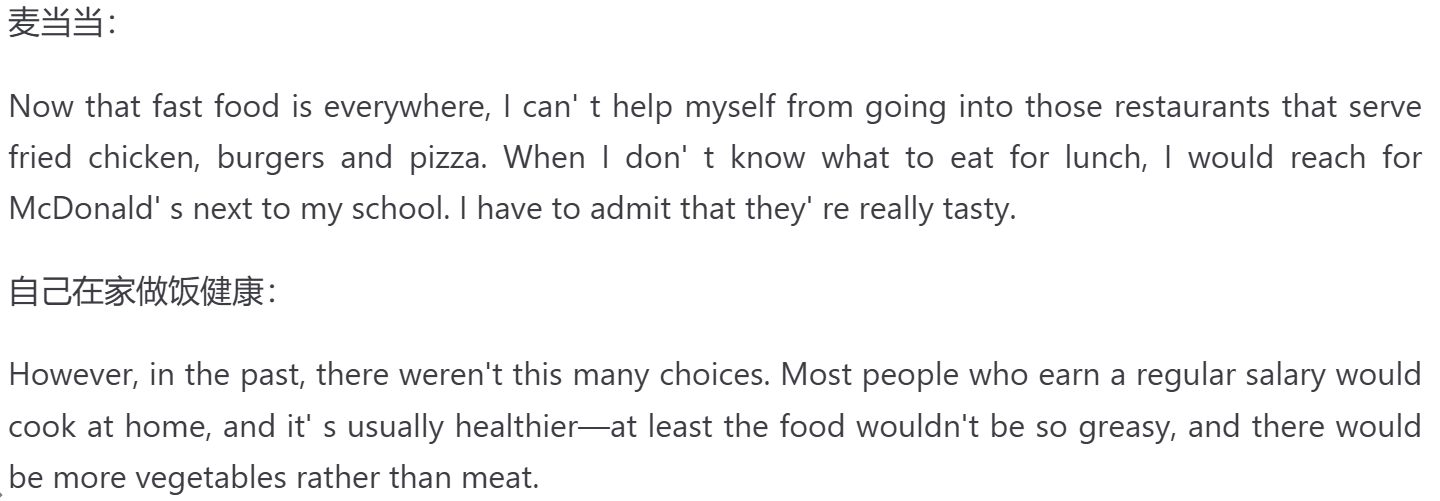 麦当当：
Now that fast food is everywhere, I can' t help myself from going into those restaurants that serve
fried chicken, burgers and pizza. When I don' t know what to eat for lunch, I would reach for
McDonald' s next to my school. I have to admit that they' re really tasty.
自己在家做饭健康：
However, in the past, there weren't this many choices. Most people who earn a regular salary would
cook at home, and it' s usually healthier—at least the food wouldn't be so greasy, and there would
be more vegetables rather than meat.